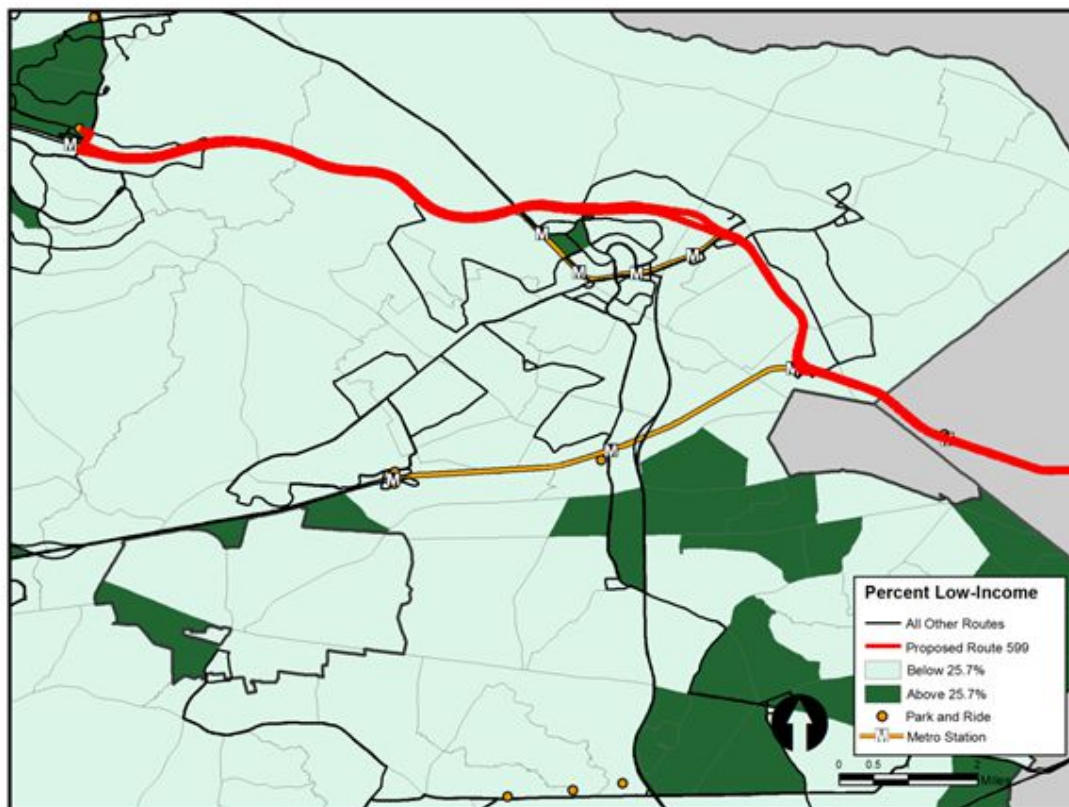 M
M
M
M
M
M
M
M
Percent Low-Income
All Other Routes
Proposed Route 599
Below 25.7%
Above 25.7%
Park and Ride
M Metro Station
0 0.5 1 2
Miles